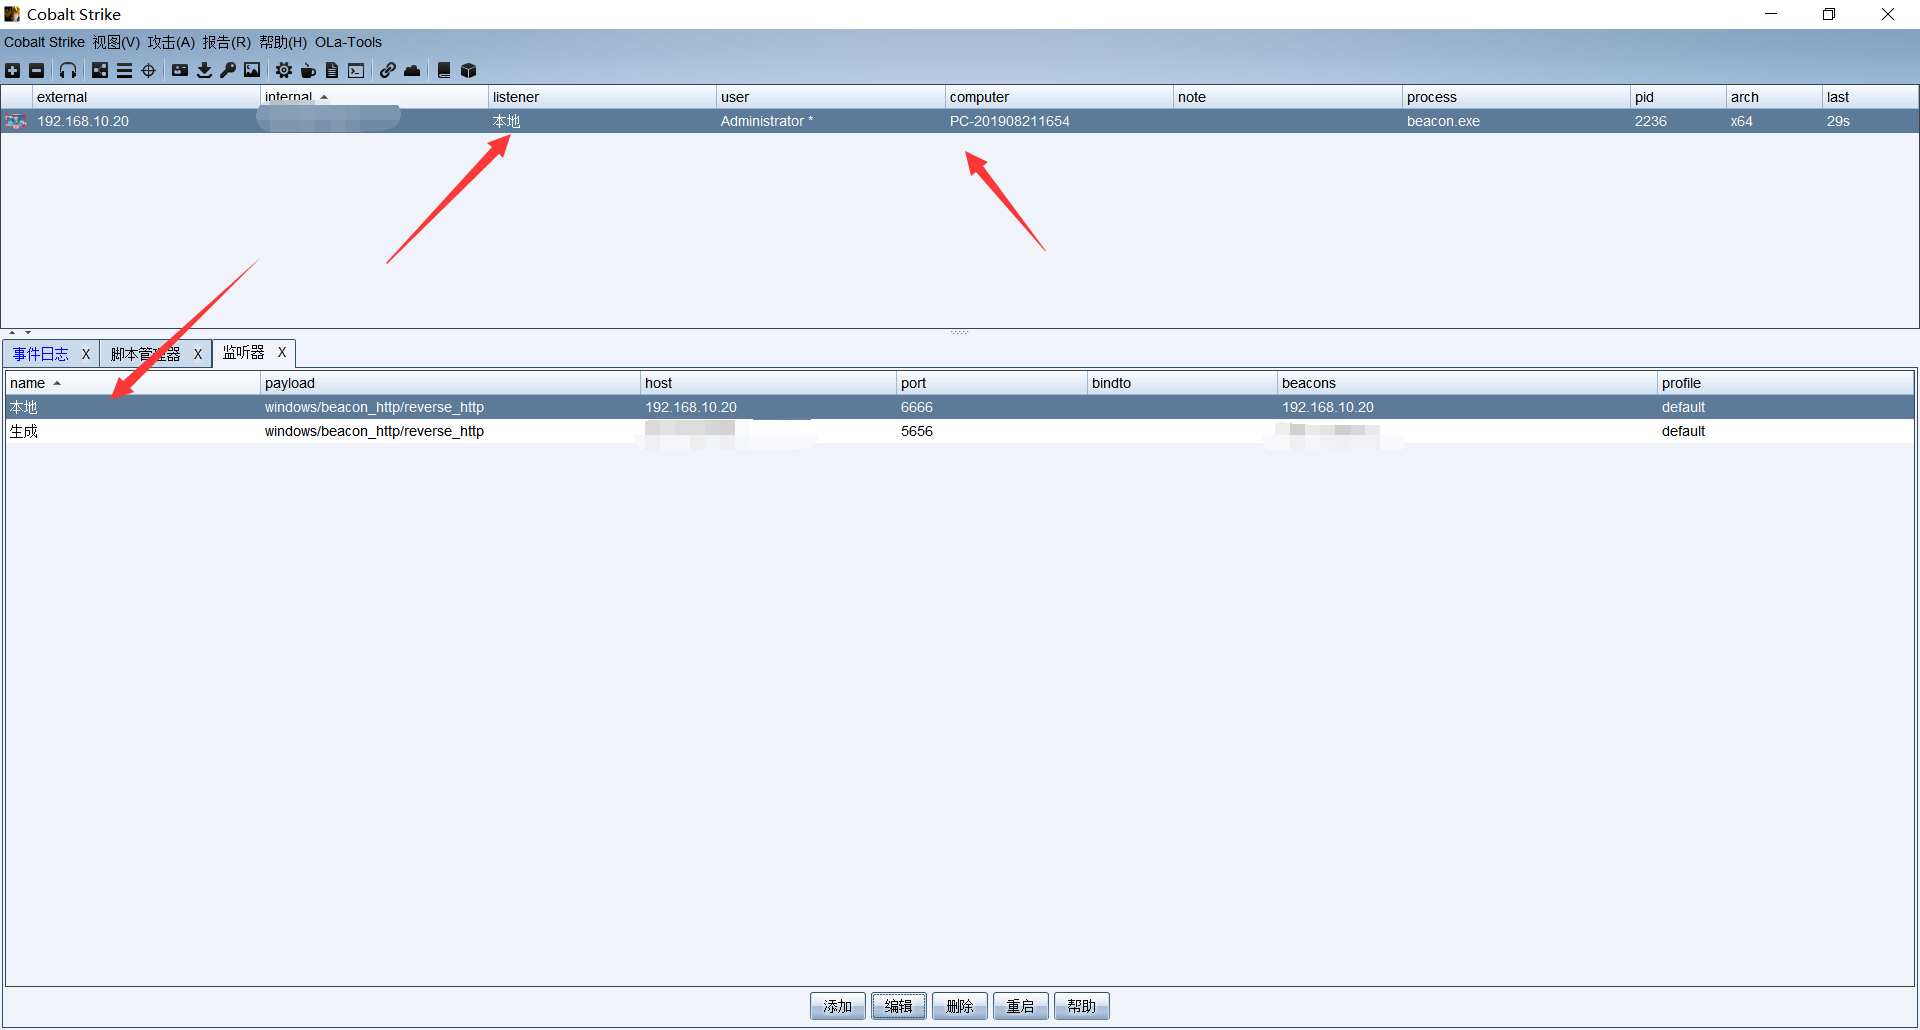 Cobalt Strike
Cobalt Strike 视图(V) 攻击(A) 报告(R) 帮助(H) OLa-Tools
external internal listener user computer note process pid arch last
192.168.10.20 本地 Administrator * PC-201908211654 beacon.exe 2236 x64 29s
事件日志 X 脚本管理器 X 监听器 X
name payload host port bindto beacons profile
本地 windows/beacon_http/reverse_http 192.168.10.20 6666 192.168.10.20 default
生成 windows/beacon_http/reverse_http 5656 default
添加 编辑 删除 重启 帮助